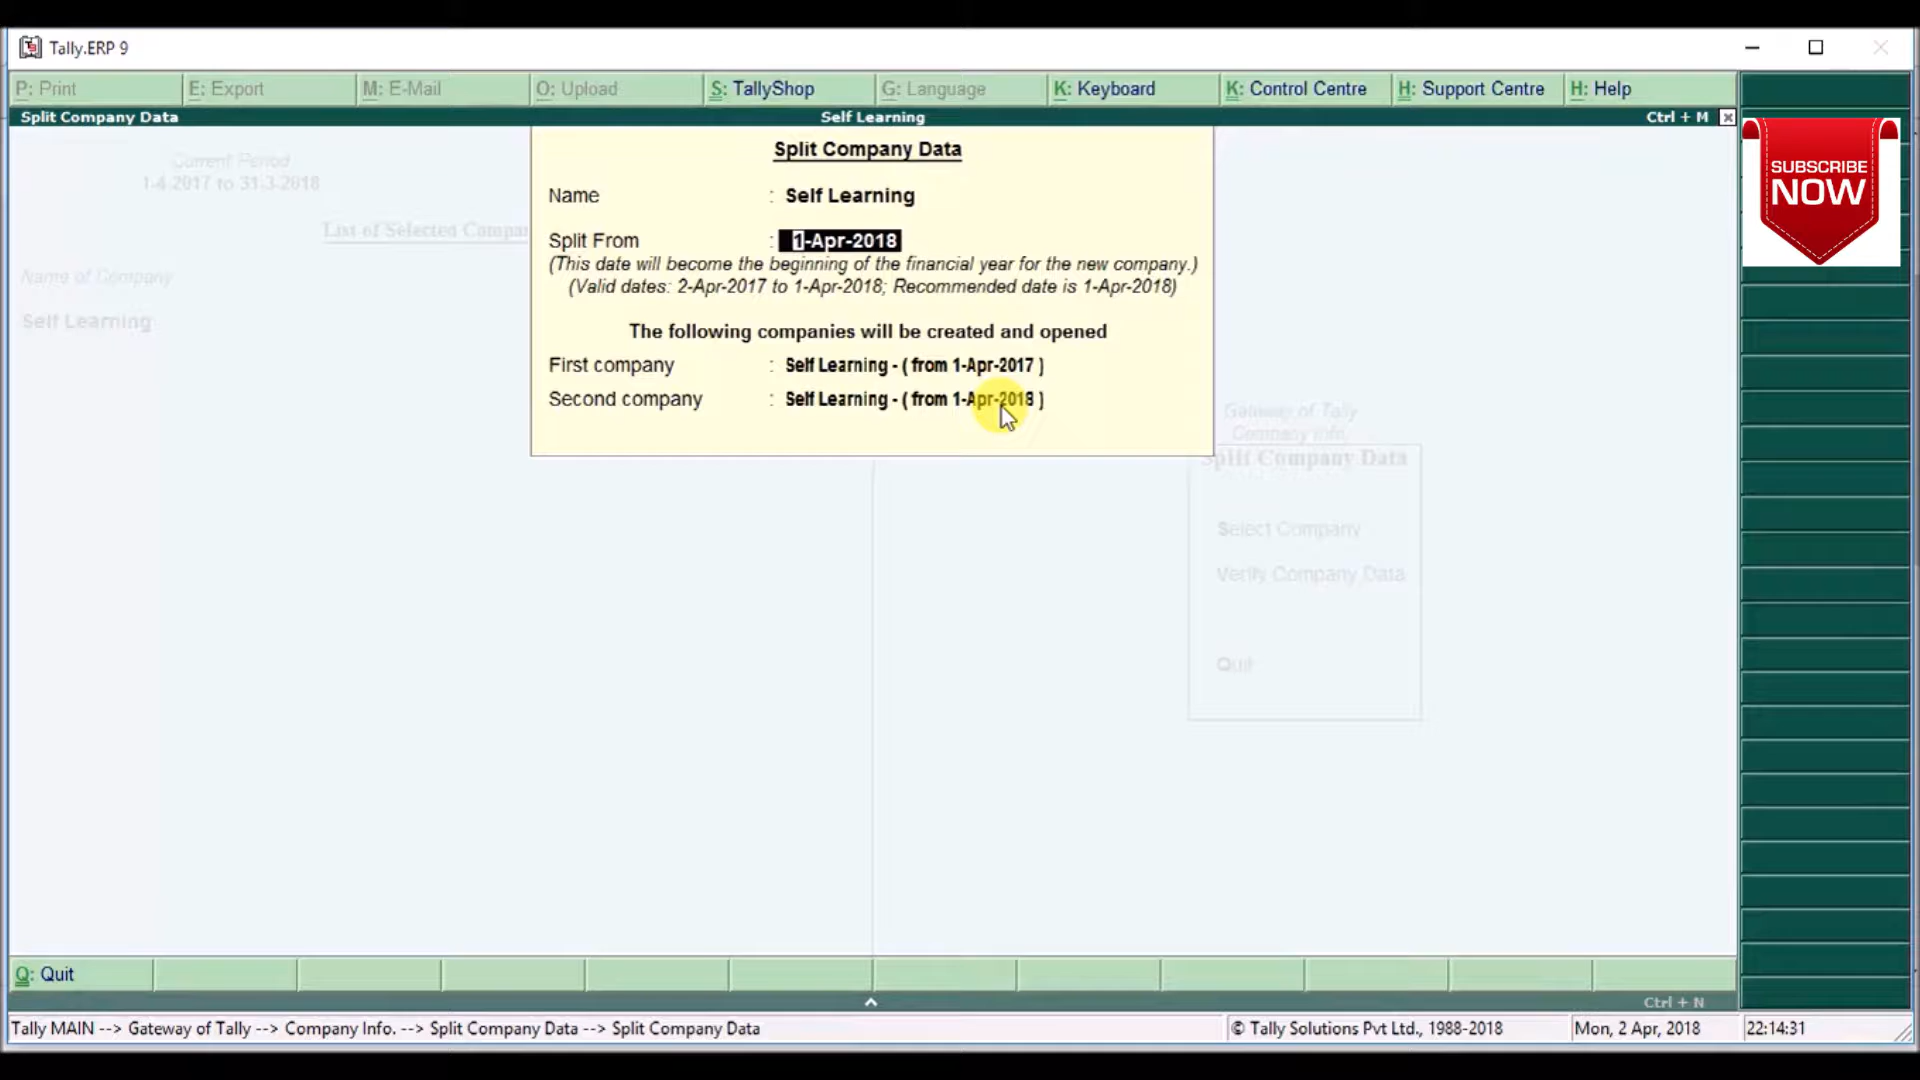 Tally.ERP 9
P: Print E: Export M: E-Mail O: Upload S: TallyShop G: Language K: Keyboard K: Control Centre H: Support Centre H: Help
Split Company Data Self Learning Ctrl + M
SUBSCRIBE
NOW
Split Company Data
Name : Self Learning
Split From : 1-Apr-2018
(This date will become the beginning of the financial year for the new company.)
(Valid dates: 2-Apr-2017 to 1-Apr-2018; Recommended date is 1-Apr-2018)
The following companies will be created and opened
First company : Self Learning - ( from 1-Apr-2017 )
Second company : Self Learning - ( from 1-Apr-2018 )
Current Period
1-4-2017 to 31-3-2018
List of Selected Compan
Name of Company
Self Learning
Gateway of Tally
Company Info.
Split Company Data
Select Company
Verify Company Data
Quit
Q: Quit
Ctrl + N
Tally MAIN --> Gateway of Tally --> Company Info. --> Split Company Data --> Split Company Data © Tally Solutions Pvt Ltd., 1988-2018 Mon, 2 Apr, 2018 22:14:31